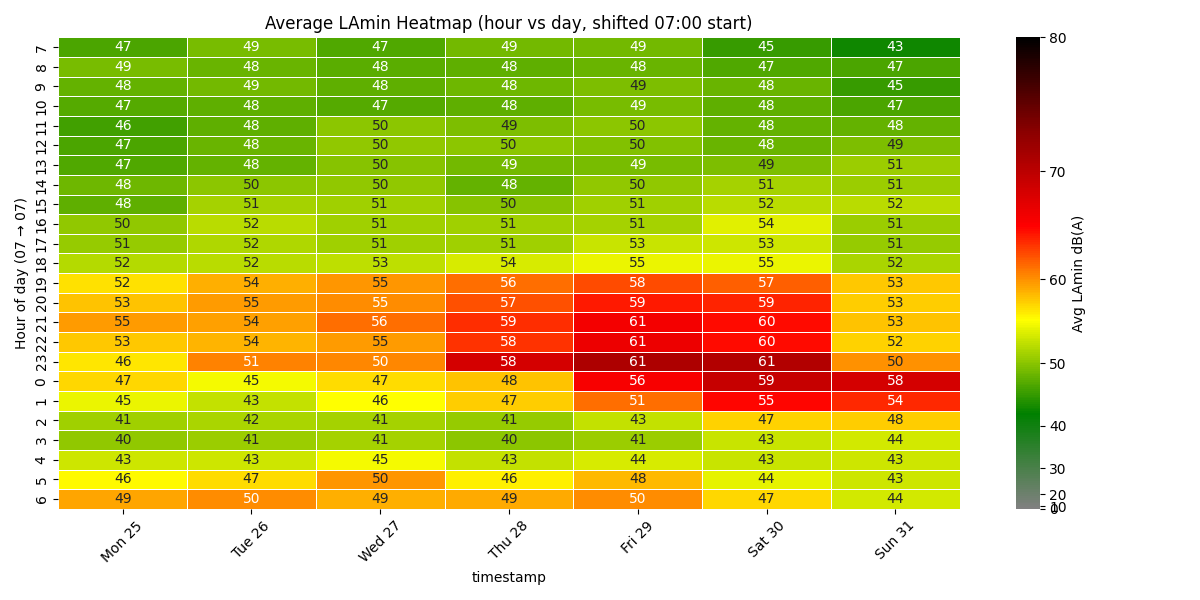 Average LAmin Heatmap (hour vs day, shifted 07:00 start)
Hour of day (07 → 07)
7 47 49 47 49 49 45 43
8 49 48 48 48 48 47 47
9 48 49 48 48 49 48 45
10 47 48 47 48 49 48 47
11 46 48 50 49 50 48 48
12 47 48 50 50 50 48 49
13 47 48 50 49 49 49 51
14 48 50 50 48 50 51 51
15 48 51 51 50 51 52 52
16 50 52 51 51 51 54 51
17 51 52 51 51 53 53 51
18 52 52 53 54 55 55 52
19 52 54 55 56 58 57 53
20 53 55 55 57 59 59 53
21 55 54 56 59 61 60 53
22 53 54 55 58 61 60 52
23 46 51 50 58 61 61 50
0 47 45 47 48 56 59 58
1 45 43 46 47 51 55 54
2 41 42 41 41 43 47 48
3 40 41 41 40 41 43 44
4 43 43 45 43 44 43 43
5 46 47 50 46 48 44 43
6 49 50 49 49 50 47 44
Mon 25 Tue 26 Wed 27 Thu 28 Fri 29 Sat 30 Sun 31
timestamp
80
70
60
50
40
30
20
10
0
Avg LAmin dB(A)